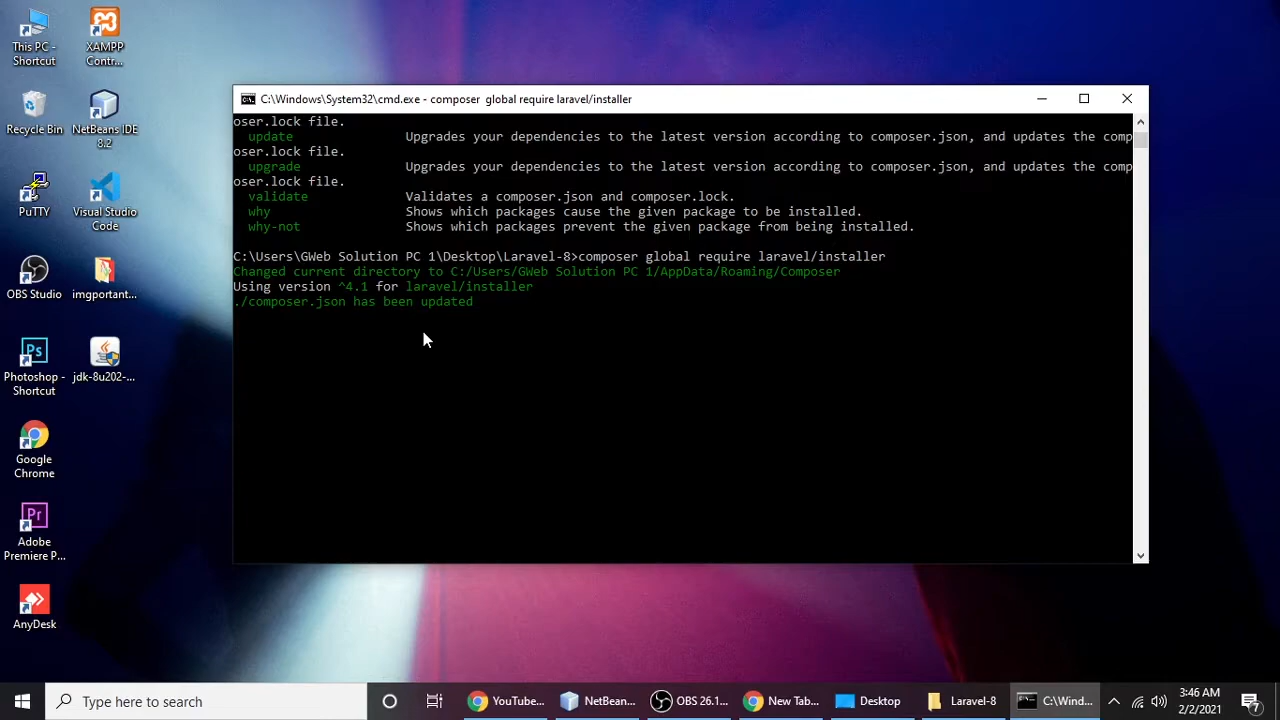 This PC -
Shortcut
XAMPP
Contr...
Recycle Bin
NetBeans IDE
8.2
PuTTY
Visual Studio
Code
OBS Studio
imgportant...
Ps
Photoshop -
Shortcut
jdk-8u202-...
Google
Chrome
Pr
Adobe
Premiere P...
AnyDesk
C:\Windows\System32\cmd.exe - composer  global require laravel/installer
oser.lock file.
update Upgrades your dependencies to the latest version according to composer.json, and updates the comp
oser.lock file.
upgrade Upgrades your dependencies to the latest version according to composer.json, and updates the comp
oser.lock file.
validate Validates a composer.json and composer.lock.
why Shows which packages cause the given package to be installed.
why-not Shows which packages prevent the given package from being installed.
C:\Users\GWeb Solution PC 1\Desktop\Laravel-8>composer global require laravel/installer
Changed current directory to C:/Users/GWeb Solution PC 1/AppData/Roaming/Composer
Using version ^4.1 for laravel/installer
./composer.json has been updated
Type here to search
YouTube...
NetBean...
OBS 26.1...
New Tab...
Desktop
Laravel-8
C:\Wind...
3:46 AM
2/2/2021
7